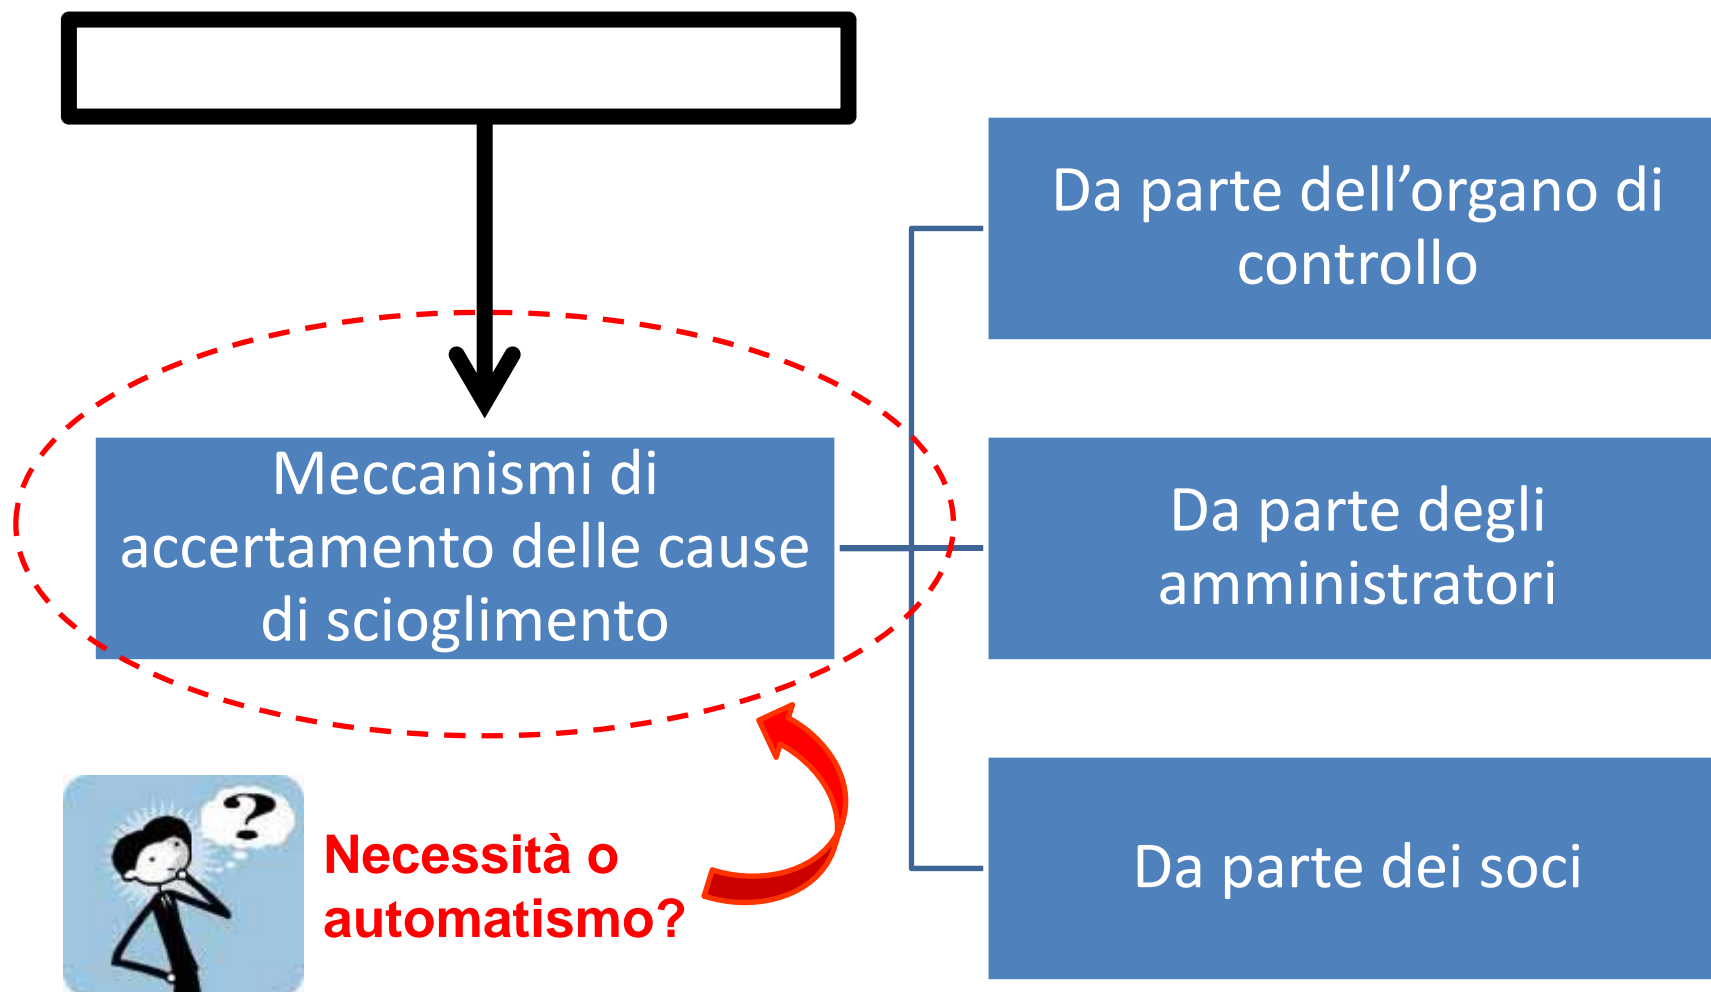 Meccanismi di
accertamento delle cause
di scioglimento
Da parte dell’organo di
controllo
Da parte degli
amministratori
Da parte dei soci
?
Necessità o
automatismo?